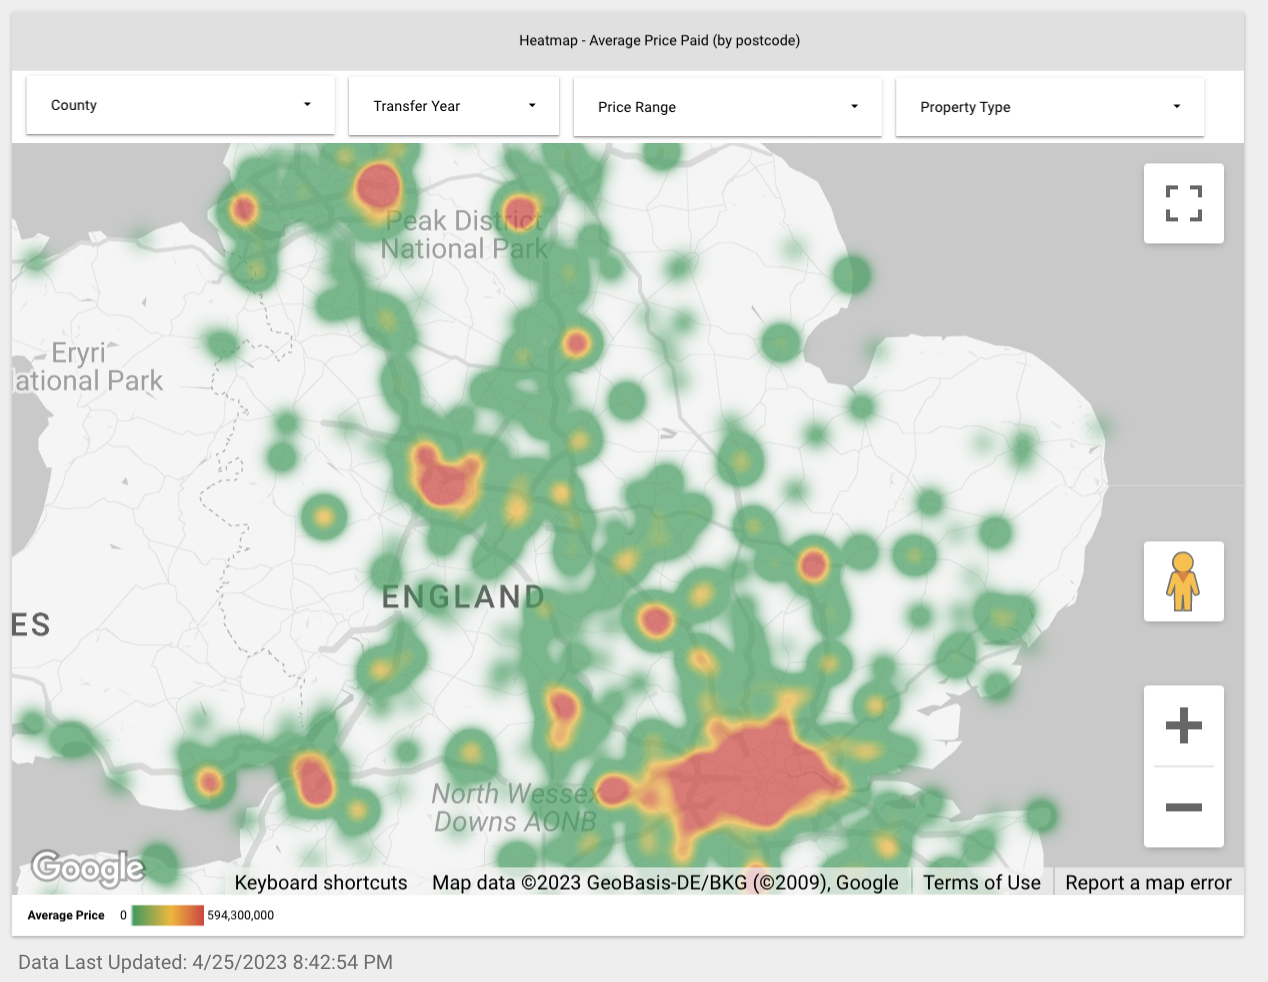 Heatmap - Average Price Paid (by postcode)
County
Transfer Year
Price Range
Property Type
Peak District
National Park
Eryri
ational Park
ENGLAND
ES
North Wessex
Downs AONB
Google
Keyboard shortcuts
Map data ©2023 GeoBasis-DE/BKG (©2009), Google
Terms of Use
Report a map error
Average Price 0 594,300,000
Data Last Updated: 4/25/2023 8:42:54 PM